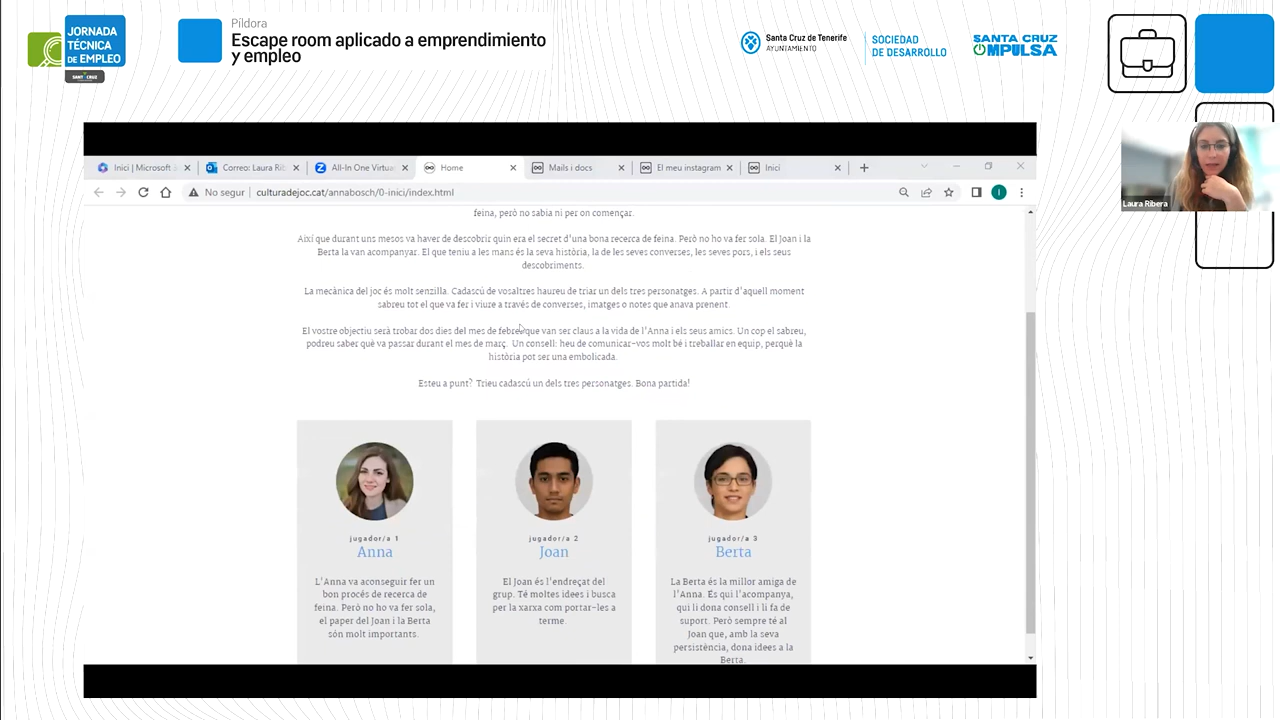 JORNADA
TÉCNICA
DE EMPLEO
SANTA CRUZ
Píldora
Escape room aplicado a emprendimiento
y empleo
Santa Cruz de Tenerife
AYUNTAMIENTO
SOCIEDAD
DE DESARROLLO
SANTA CRUZ
IMPULSA
Inici | Microsoft
Correo: Laura Rib
All-In One Virtua
Home
Mails i docs
El meu instagram
Inici
No segur
culturadejoc.cat/annabosch/0-inici/index.html
Laura Ribera
feina, però no sabia ni per on començar.
Així que durant uns mesos va haver de descobrir quin era el secret d'una bona recerca de feina. Però no ho va fer sola. El Joan i la
Berta la van acompanyar. El que teniu a les mans és la seva història, la de les seves converses, les seves pors, i els seus
descobriments.
La mecànica del joc és molt senzilla. Cadascú de vosaltres haureu de triar un dels tres personatges. A partir d'aquell moment
sabreu tot el que va fer i viure a través de converses, imatges o notes que anava prenent.
El vostre objectiu serà trobar dos dies del mes de febrer que van ser claus a la vida de l'Anna i els seus amics. Un cop el sabreu,
podreu saber què va passar durant el mes de març. Un consell: heu de comunicar-vos molt bé i treballar en equip, perquè la
història pot ser una embolicada.
Esteu a punt? Trieu cadascú un dels tres personatges. Bona partida!
jugador/a 1
Anna
L'Anna va aconseguir fer un
bon procés de recerca de
feina. Però no ho va fer sola,
el paper del Joan i la Berta
són molt importants.
jugador/a 2
Joan
El Joan és l'endreçat del
grup. Té moltes idees i busca
per la xarxa com portar-les a
terme.
jugador/a 3
Berta
La Berta és la millor amiga de
l'Anna. És qui l'acompanya,
qui li dona consell i li fa de
suport. Però sempre té al
Joan que, amb la seva
persistència, dona idees a la
Berta.